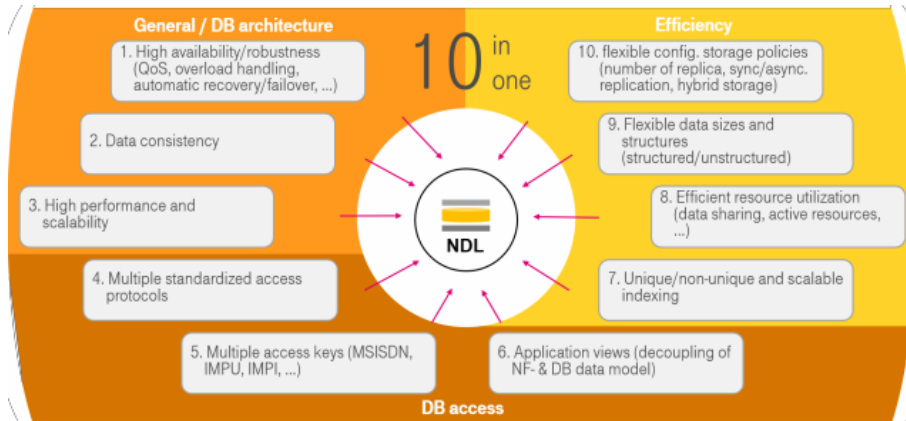 General / DB architecture
Efficiency
10 in
one
1. High availability/robustness
(QoS, overload handling,
automatic recovery/failover, ...)
10. flexible config. storage policies
(number of replica, sync/async.
replication, hybrid storage)
2. Data consistency
9. Flexible data sizes and
structures
(structured/unstructured)
3. High performance and
scalability
8. Efficient resource utilization
(data sharing, active resources,
...)
NDL
4. Multiple standardized access
protocols
7. Unique/non-unique and scalable
indexing
5. Multiple access keys (MSISDN,
IMPU, IMPI, ...)
6. Application views (decoupling of
NF- & DB data model)
DB access